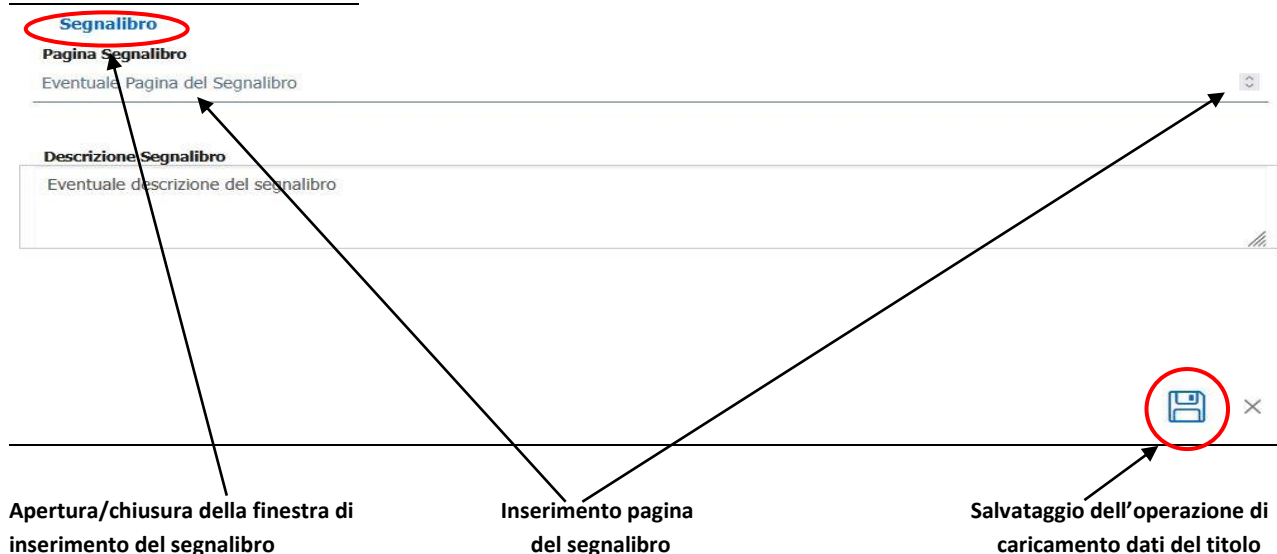 Segnalibro
Pagina Segnalibro
Eventuale Pagina del Segnalibro
Descrizione Segnalibro
Eventuale descrizione del segnalibro
Apertura/chiusura della finestra di
inserimento del segnalibro
Inserimento pagina
del segnalibro
Salvataggio dell’operazione di
caricamento dati del titolo